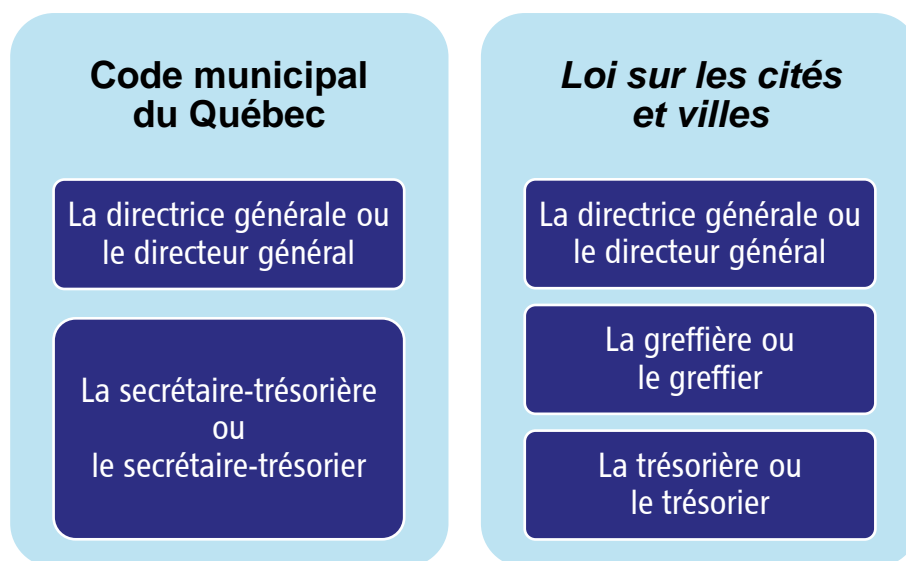 Code municipal
du Québec
La directrice générale ou
le directeur général
La secrétaire-trésorière
ou
le secrétaire-trésorier
Loi sur les cités
et villes
La directrice générale ou
le directeur général
La greffière ou
le greffier
La trésorière ou
le trésorier